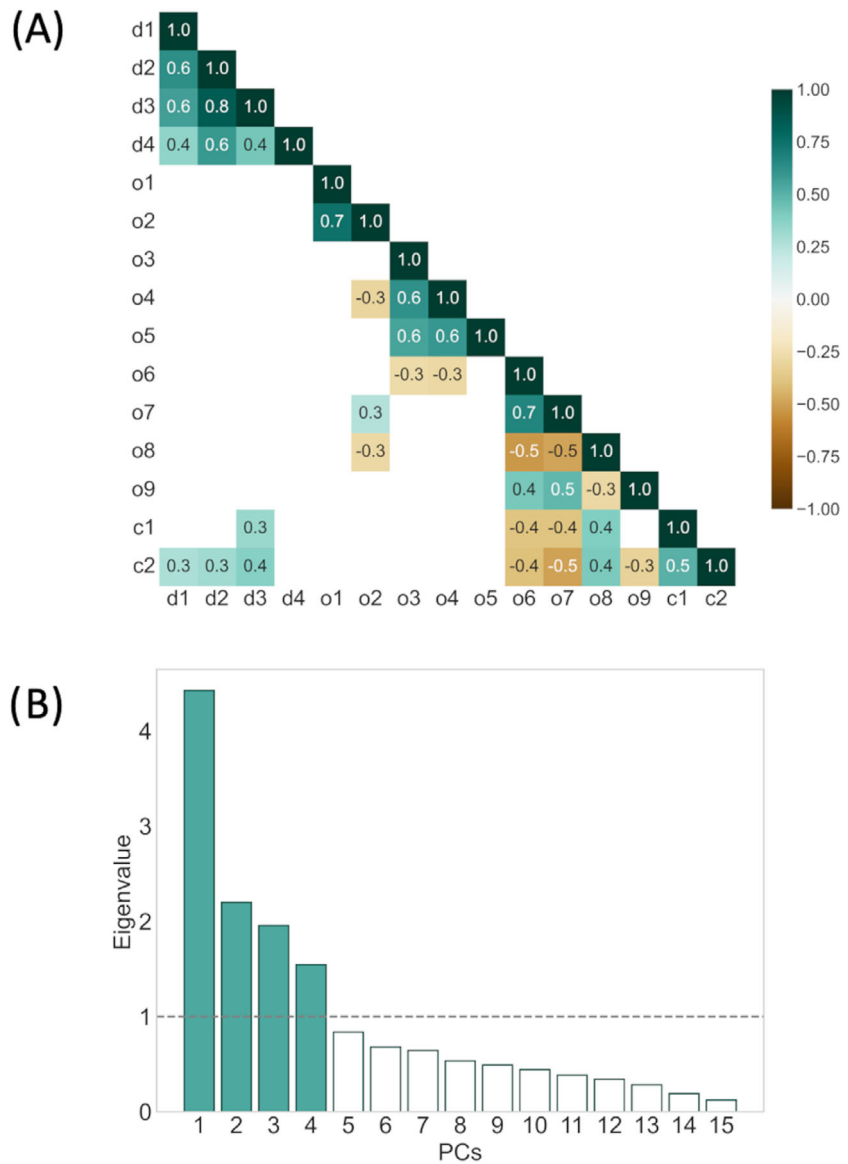 (A)
d1 1.0
d2 0.6 1.0
d3 0.6 0.8 1.0
d4 0.4 0.6 0.4 1.0
o1 1.0
o2 0.7 1.0
o3 1.0
o4 -0.3 0.6 1.0
o5 0.6 0.6 1.0
o6 -0.3 -0.3 1.0
o7 0.3 0.7 1.0
o8 -0.3 -0.5 -0.5 1.0
o9 0.4 0.5 -0.3 1.0
c1 0.3 -0.4 -0.4 0.4 1.0
c2 0.3 0.3 0.4 -0.4 -0.5 0.4 -0.3 0.5 1.0
d1 d2 d3 d4 o1 o2 o3 o4 o5 o6 o7 o8 o9 c1 c2
1.00
0.75
0.50
0.25
0.00
−0.25
−0.50
−0.75
−1.00
(B)
Eigenvalue
4
3
2
1
0
1 2 3 4 5 6 7 8 9 10 11 12 13 14 15
PCs